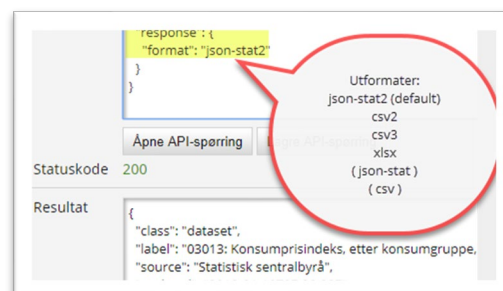 "response": {
"format": "json-stat2"
}
}
Utformater:
json-stat2 (default)
csv2
csv3
xlsx
( json-stat )
( csv )
Åpne API-spørring
Statuskode 200
Resultat
{
"class": "dataset",
"label": "03013: Konsumprisindeks, etter konsumgruppe,
"source": "Statistisk sentralbyrå",